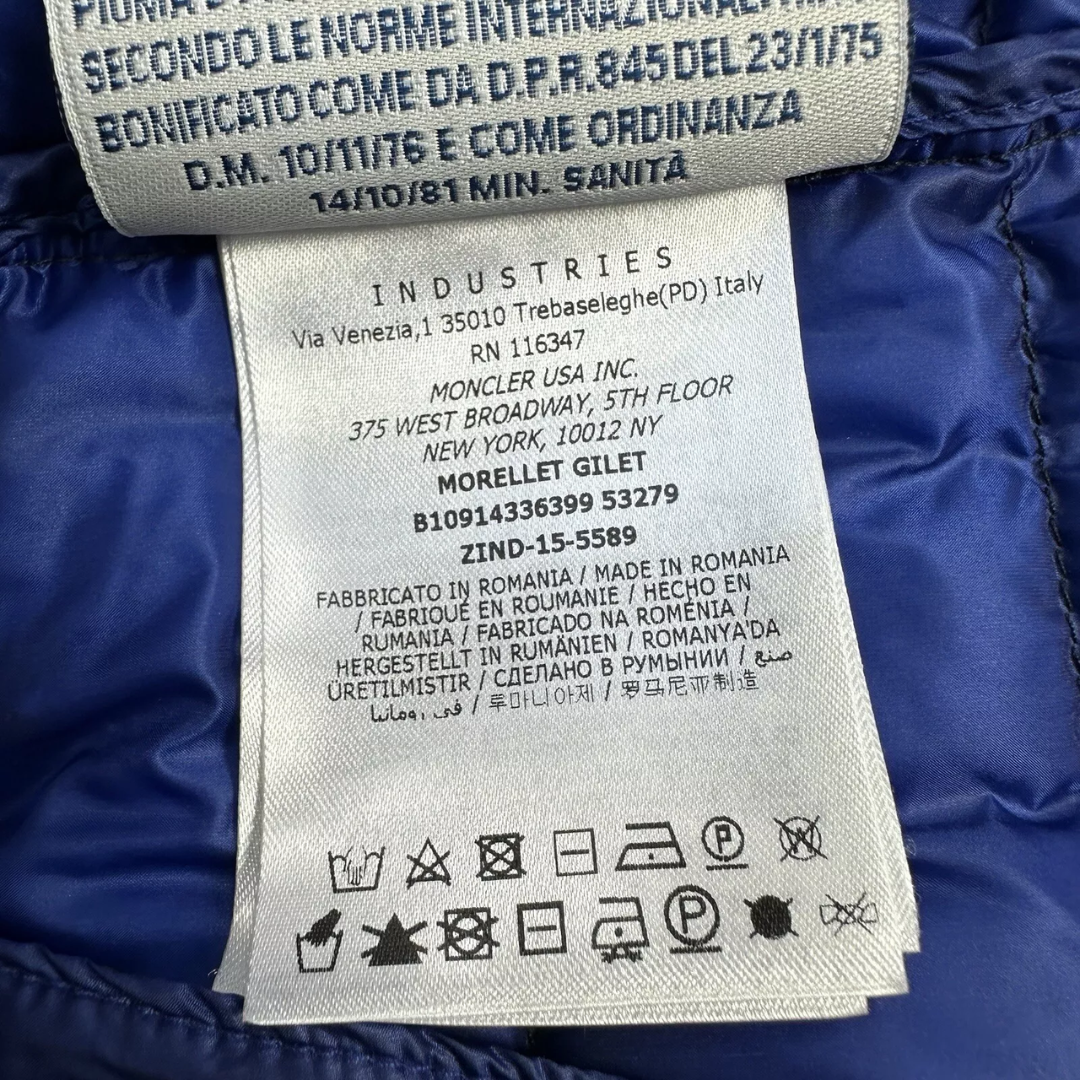 SECONDO LE NORME INTERNAZIONALI
BONIFICATO COME DA D.P.R. 845 DEL 23/1/75
D.M. 10/11/76 E COME ORDINANZA
14/10/81 MIN. SANITÀ
INDUSTRIES
Via Venezia,1 35010 Trebaseleghe(PD) Italy
RN 116347
MONCLER USA INC.
375 WEST BROADWAY, 5TH FLOOR
NEW YORK, 10012 NY
MORELLET GILET
B10914336399 53279
ZIND-15-5589
FABBRICATO IN ROMANIA / MADE IN ROMANIA
/ FABRIQUÉ EN ROUMANIE / HECHO EN
RUMANIA / FABRICADO NA ROMÉNIA /
HERGESTELLT IN RUMÄNIEN / ROMANYA'DA
ÜRETILMISTIR / СДЕЛАНО В РУМЫНИИ / صنع
في رومانيا / 루마니아제 / 罗马尼亚制造
P W
P